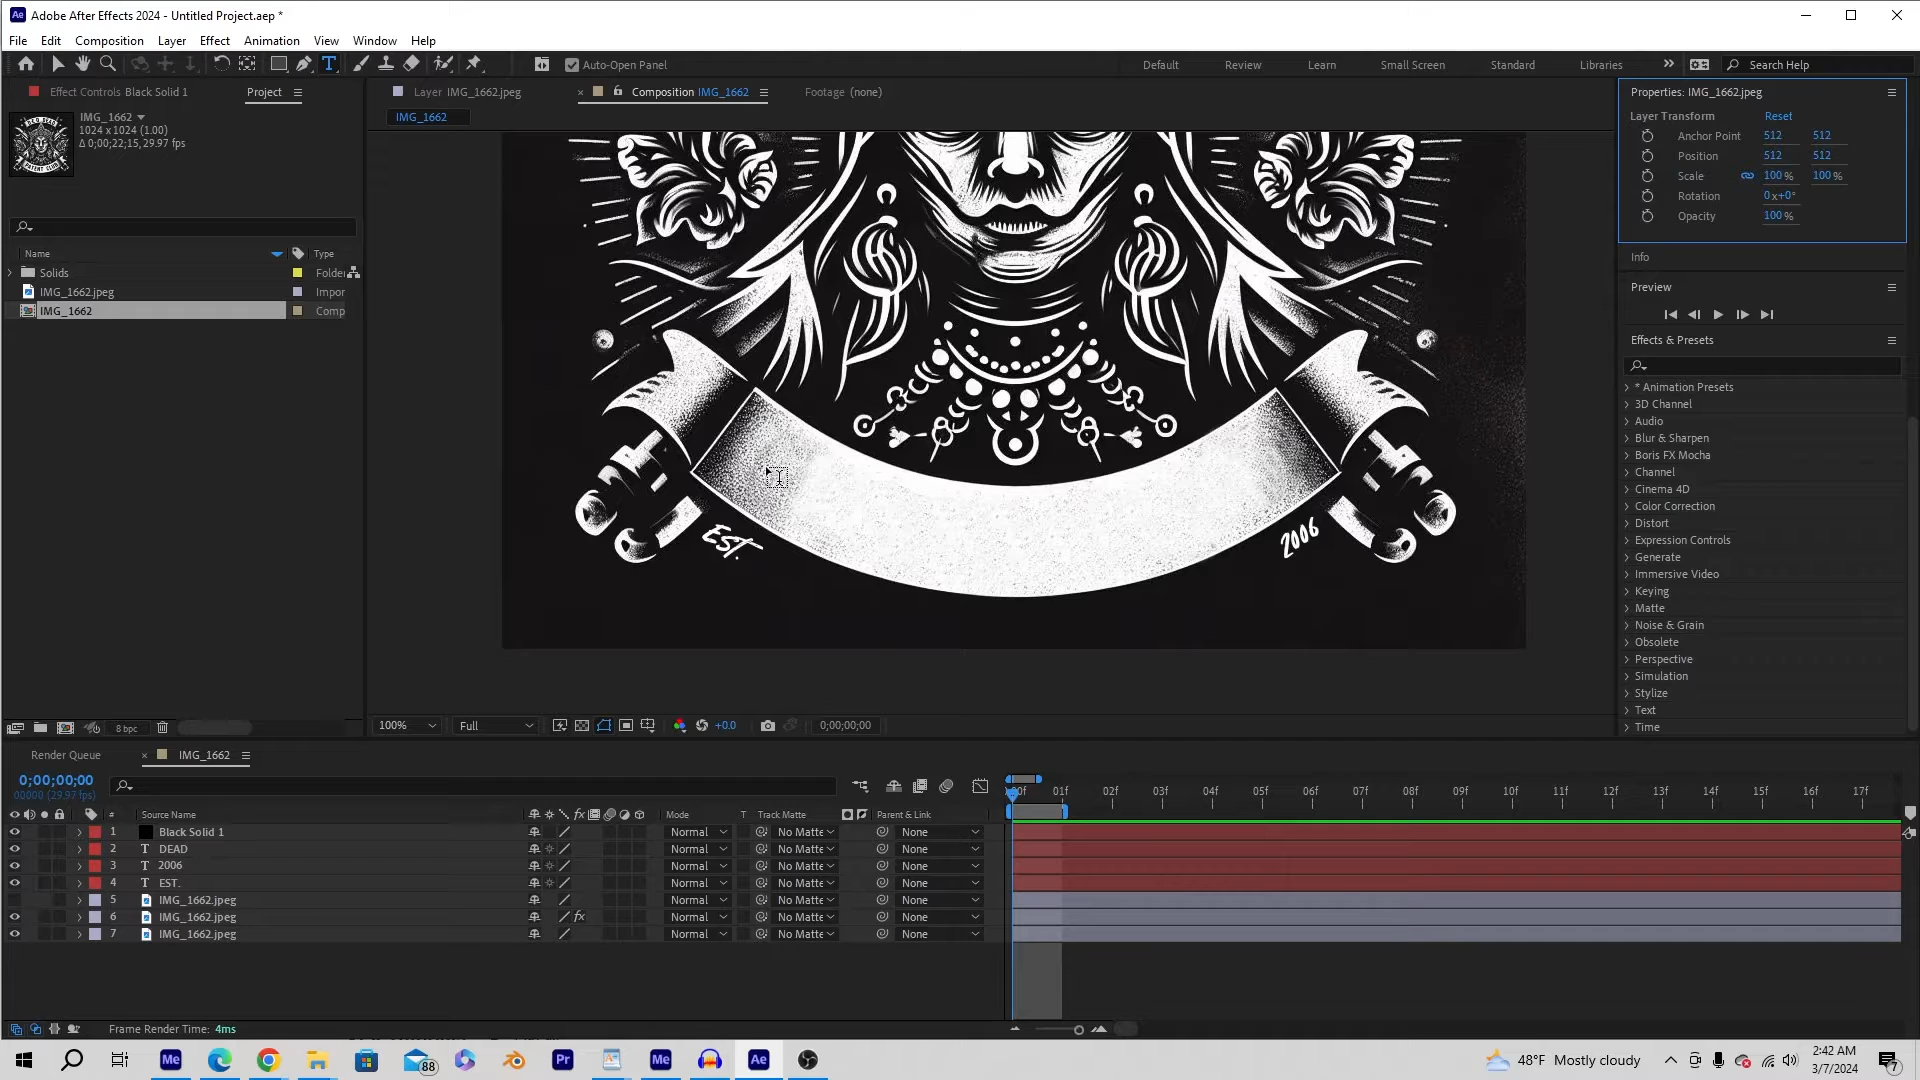 Adobe After Effects 2024 - Untitled Project.aep *
File Edit Composition Layer Effect Animation View Window Help
Auto-Open Panel
Default Review Learn Small Screen Standard Libraries Search Help
Effect Controls Black Solid 1 Project
Layer IMG_1662.jpeg Composition IMG_1662 Footage (none)
IMG_1662
Properties: IMG_1662.jpeg
IMG_1662
1024 x 1024 (1.00)
Δ 0;00;22;15, 29.97 fps
Layer Transform Reset
Anchor Point 512 512
Position 512 512
Scale 100 % 100 %
Rotation 0x+0°
Opacity 100 %
Name Type
Solids Folder
IMG_1662.jpeg Impor
IMG_1662 Comp
Info
Preview
Effects & Presets
* Animation Presets
3D Channel
Audio
Blur & Sharpen
Boris FX Mocha
Channel
Cinema 4D
Color Correction
Distort
Expression Controls
Generate
Immersive Video
Keying
Matte
Noise & Grain
Obsolete
Perspective
Simulation
Stylize
Text
Time
EST. 2006
8 bpc
100% Full +0.0 0;00;00;00
Render Queue IMG_1662
0;00;00;00
00000 (29.97 fps)
:00f 01f 02f 03f 04f 05f 06f 07f 08f 09f 10f 11f 12f 13f 14f 15f 16f 17f
# Source Name fx Mode T Track Matte Parent & Link
1 Black Solid 1 Normal No Matte None
2 T DEAD Normal No Matte None
3 T 2006 Normal No Matte None
4 T EST. Normal No Matte None
5 IMG_1662.jpeg Normal No Matte None
6 IMG_1662.jpeg fx Normal No Matte None
7 IMG_1662.jpeg Normal No Matte None
Frame Render Time: 4ms
Me 88 Pr Me Ae
48°F Mostly cloudy
2:42 AM
3/7/2024
7